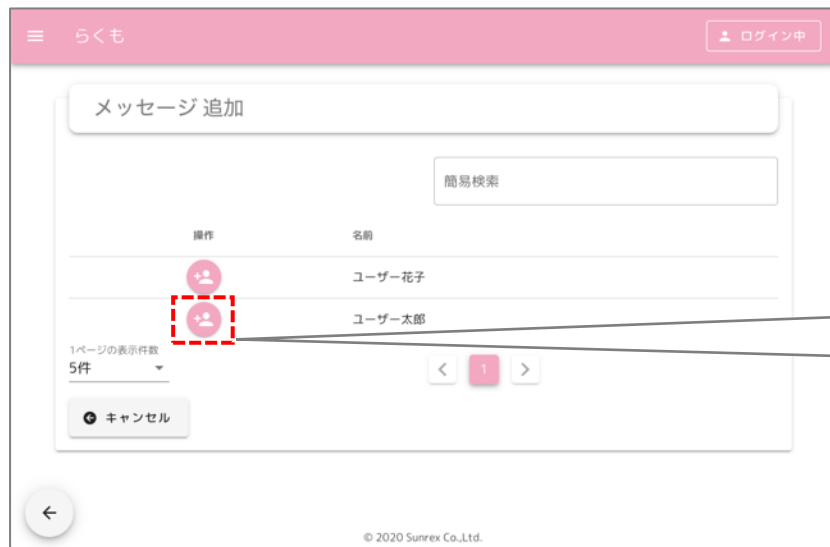 らくも
ログイン中
メッセージ 追加
簡易検索
操作 名前
ユーザー花子
ユーザー太郎
1ページの表示件数
5件
1
キャンセル
© 2020 Sunrex Co.,Ltd.